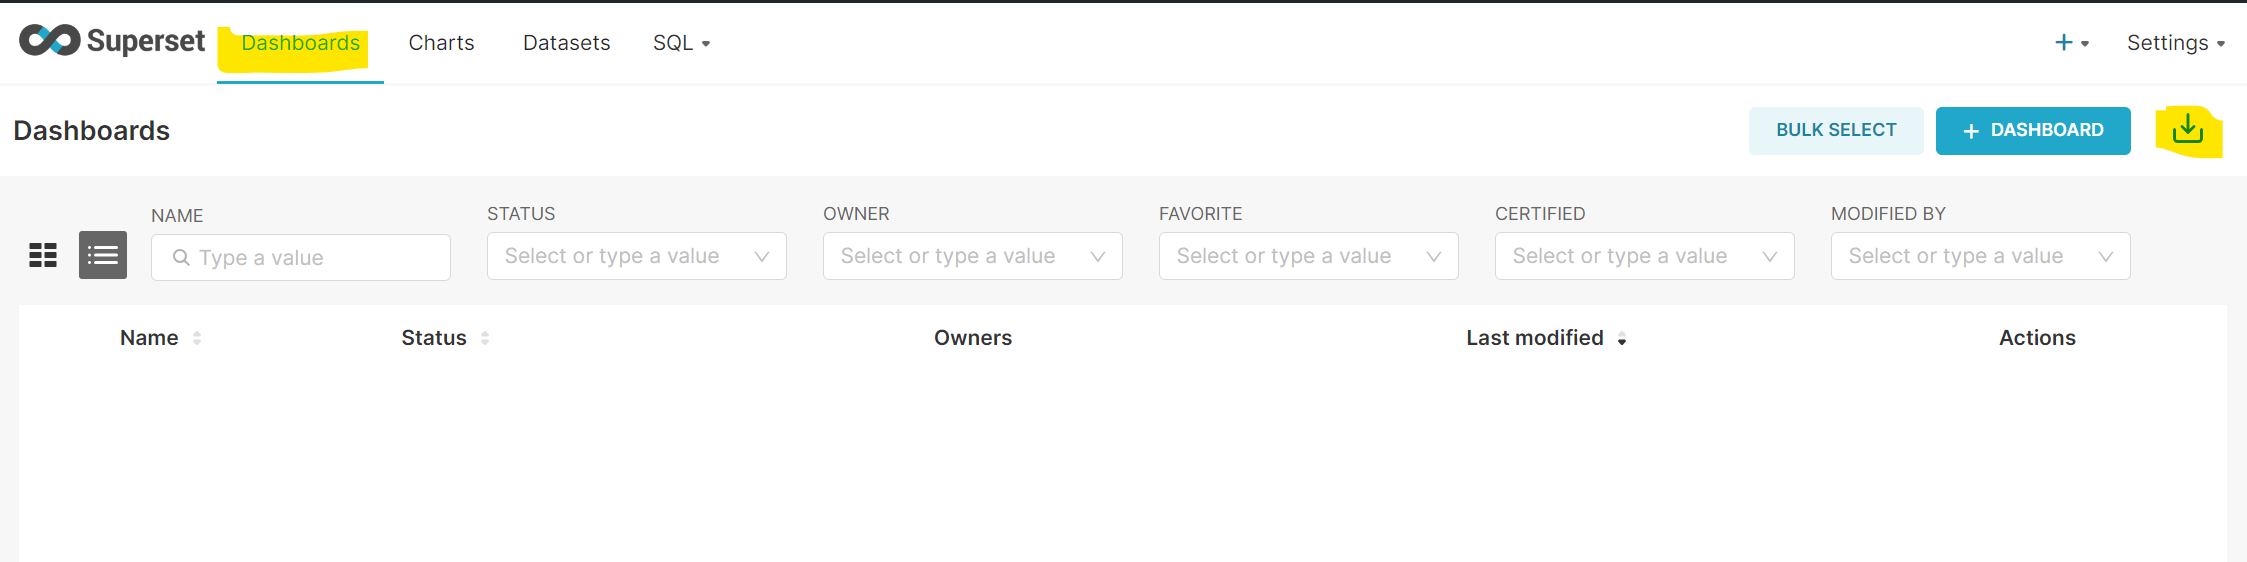 Superset Dashboards Charts Datasets SQL Settings
Dashboards BULK SELECT + DASHBOARD
NAME STATUS OWNER FAVORITE CERTIFIED MODIFIED BY
Type a value Select or type a value Select or type a value Select or type a value Select or type a value Select or type a value
Name Status Owners Last modified Actions